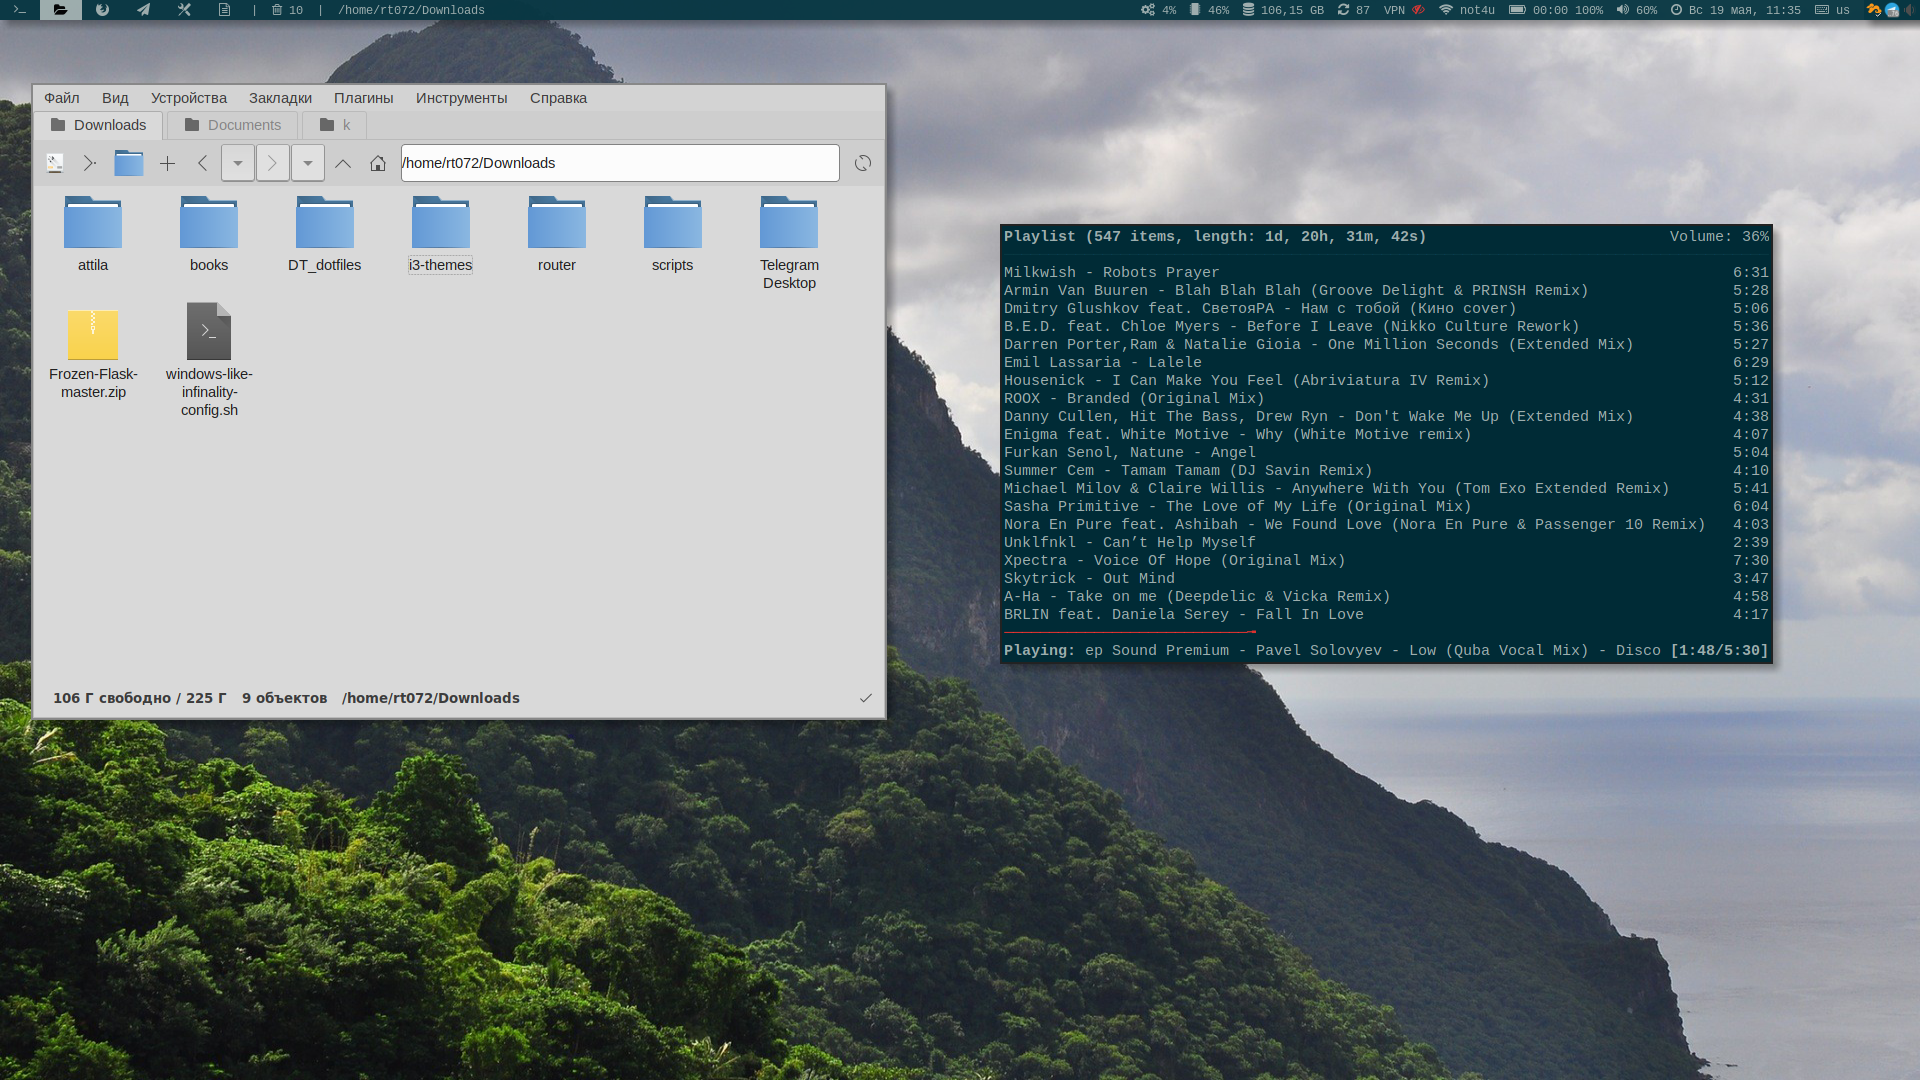 | 10 | /home/rt072/Downloads 4% 46% 106,15 GB 87 VPN not4u 00:00 100% 60% Вс 19 мая, 11:35 us
Файл Вид Устройства Закладки Плагины Инструменты Справка
Downloads Documents k
/home/rt072/Downloads
attila books DT_dotfiles i3-themes router scripts Telegram
Desktop
Frozen-Flask- windows-like-
master.zip infinality-
config.sh
106 Г свободно / 225 Г 9 объектов /home/rt072/Downloads
Playlist (547 items, length: 1d, 20h, 31m, 42s) Volume: 36%
Milkwish - Robots Prayer 6:31
Armin Van Buuren - Blah Blah Blah (Groove Delight & PRINSH Remix) 5:28
Dmitry Glushkov feat. СветояРА - Нам с тобой (Кино cover) 5:06
B.E.D. feat. Chloe Myers - Before I Leave (Nikko Culture Rework) 5:36
Darren Porter,Ram & Natalie Gioia - One Million Seconds (Extended Mix) 5:27
Emil Lassaria - Lalele 6:29
Housenick - I Can Make You Feel (Abriviatura IV Remix) 5:12
ROOX - Branded (Original Mix) 4:31
Danny Cullen, Hit The Bass, Drew Ryn - Don't Wake Me Up (Extended Mix) 4:38
Enigma feat. White Motive - Why (White Motive remix) 4:07
Furkan Senol, Natune - Angel 5:04
Summer Cem - Tamam Tamam (DJ Savin Remix) 4:10
Michael Milov & Claire Willis - Anywhere With You (Tom Exo Extended Remix) 5:41
Sasha Primitive - The Love of My Life (Original Mix) 6:04
Nora En Pure feat. Ashibah - We Found Love (Nora En Pure & Passenger 10 Remix) 4:03
Unklfnkl - Can’t Help Myself 2:39
Xpectra - Voice Of Hope (Original Mix) 7:30
Skytrick - Out Mind 3:47
A-Ha - Take on me (Deepdelic & Vicka Remix) 4:58
BRLIN feat. Daniela Serey - Fall In Love 4:17
Playing: ep Sound Premium - Pavel Solovyev - Low (Quba Vocal Mix) - Disco [1:48/5:30]